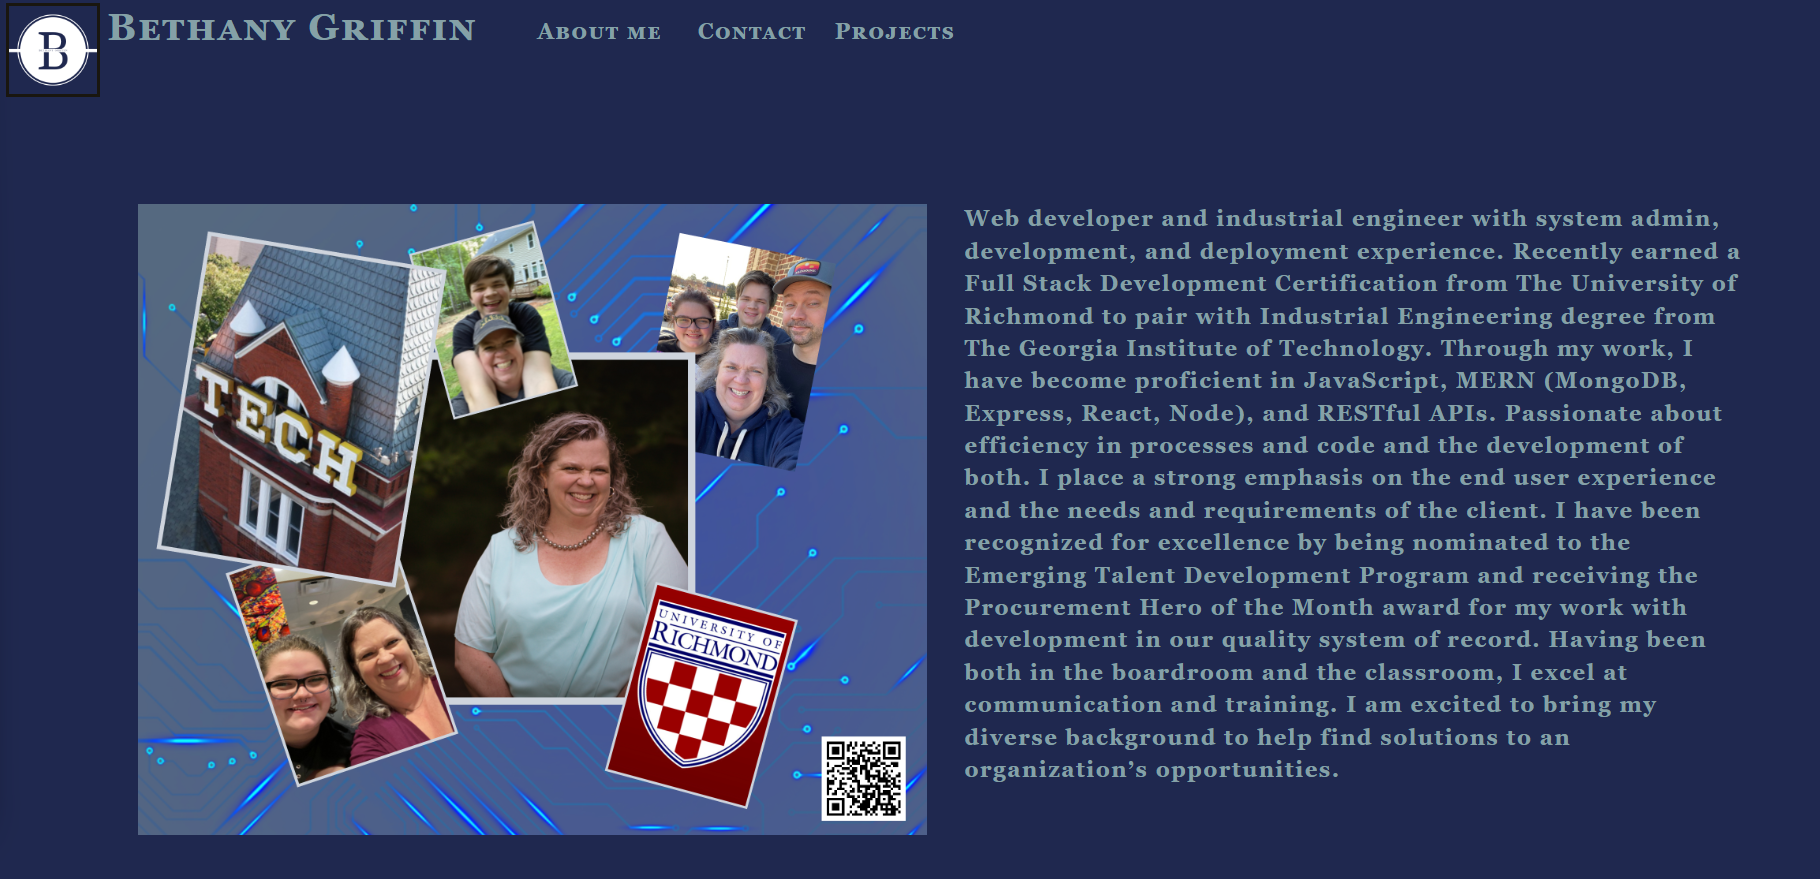 B
BETHANY GRIFFIN
ABOUT ME
CONTACT
PROJECTS
TECH
UNIVERSITY OF
RICHMOND
Web developer and industrial engineer with system admin,
development, and deployment experience. Recently earned a
Full Stack Development Certification from The University of
Richmond to pair with Industrial Engineering degree from
The Georgia Institute of Technology. Through my work, I
have become proficient in JavaScript, MERN (MongoDB,
Express, React, Node), and RESTful APIs. Passionate about
efficiency in processes and code and the development of
both. I place a strong emphasis on the end user experience
and the needs and requirements of the client. I have been
recognized for excellence by being nominated to the
Emerging Talent Development Program and receiving the
Procurement Hero of the Month award for my work with
development in our quality system of record. Having been
both in the boardroom and the classroom, I excel at
communication and training. I am excited to bring my
diverse background to help find solutions to an
organization’s opportunities.